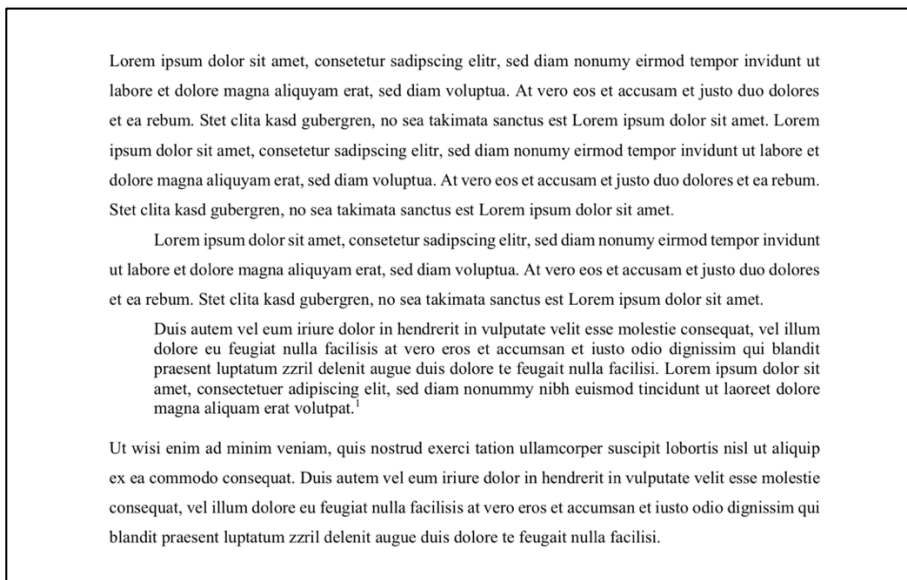 Lorem ipsum dolor sit amet, consetetur sadipscing elitr, sed diam nonumy eirmod tempor invidunt ut
labore et dolore magna aliquyam erat, sed diam voluptua. At vero eos et accusam et justo duo dolores
et ea rebum. Stet clita kasd gubergren, no sea takimata sanctus est Lorem ipsum dolor sit amet. Lorem
ipsum dolor sit amet, consetetur sadipscing elitr, sed diam nonumy eirmod tempor invidunt ut labore et
dolore magna aliquyam erat, sed diam voluptua. At vero eos et accusam et justo duo dolores et ea rebum.
Stet clita kasd gubergren, no sea takimata sanctus est Lorem ipsum dolor sit amet.
Lorem ipsum dolor sit amet, consetetur sadipscing elitr, sed diam nonumy eirmod tempor invidunt
ut labore et dolore magna aliquyam erat, sed diam voluptua. At vero eos et accusam et justo duo dolores
et ea rebum. Stet clita kasd gubergren, no sea takimata sanctus est Lorem ipsum dolor sit amet.
Duis autem vel eum iriure dolor in hendrerit in vulputate velit esse molestie consequat, vel illum
dolore eu feugiat nulla facilisis at vero eros et accumsan et iusto odio dignissim qui blandit
praesent luptatum zzril delenit augue duis dolore te feugait nulla facilisi. Lorem ipsum dolor sit
amet, consectetuer adipiscing elit, sed diam nonummy nibh euismod tincidunt ut laoreet dolore
magna aliquam erat volutpat.¹
Ut wisi enim ad minim veniam, quis nostrud exerci tation ullamcorper suscipit lobortis nisl ut aliquip
ex ea commodo consequat. Duis autem vel eum iriure dolor in hendrerit in vulputate velit esse molestie
consequat, vel illum dolore eu feugiat nulla facilisis at vero eros et accumsan et iusto odio dignissim qui
blandit praesent luptatum zzril delenit augue duis dolore te feugait nulla facilisi.